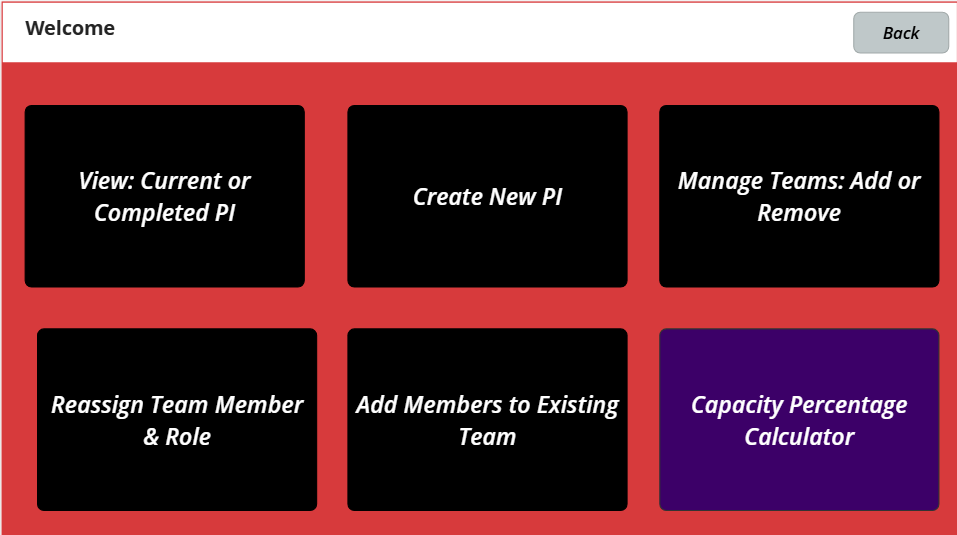 Welcome
Back
View: Current or
Completed PI
Create New PI
Manage Teams: Add or
Remove
Reassign Team Member
& Role
Add Members to Existing
Team
Capacity Percentage
Calculator